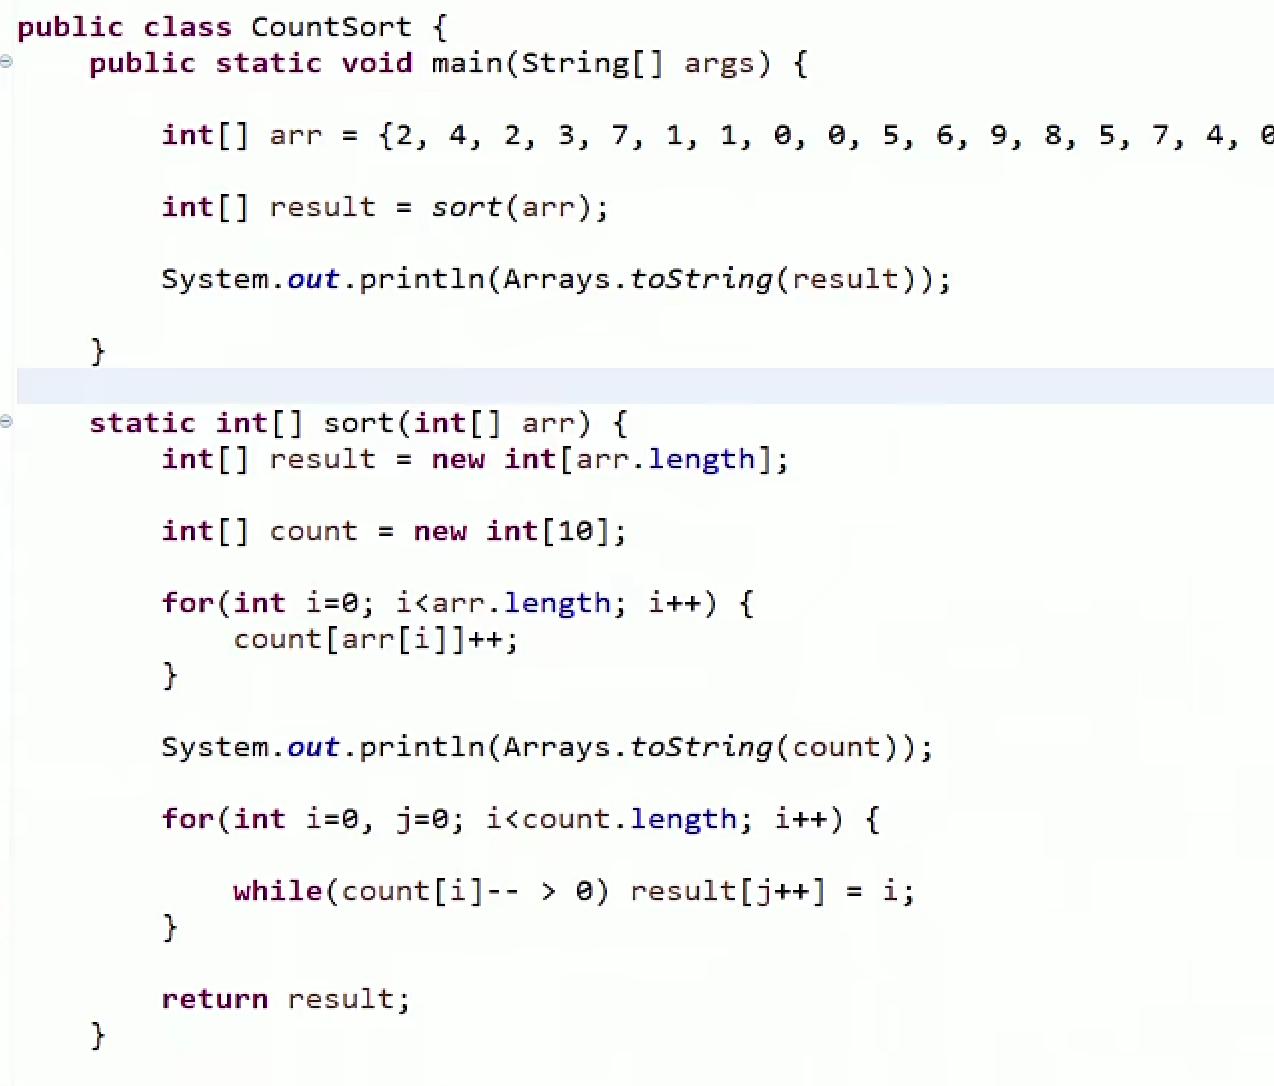 public class CountSort {
public static void main(String[] args) {
int[] arr = {2, 4, 2, 3, 7, 1, 1, 0, 0, 5, 6, 9, 8, 5, 7, 4, 0
int[] result = sort(arr);
System.out.println(Arrays.toString(result));
}
static int[] sort(int[] arr) {
int[] result = new int[arr.length];
int[] count = new int[10];
for(int i=0; i<arr.length; i++) {
count[arr[i]]++;
}
System.out.println(Arrays.toString(count));
for(int i=0, j=0; i<count.length; i++) {
while(count[i]-- > 0) result[j++] = i;
}
return result;
}